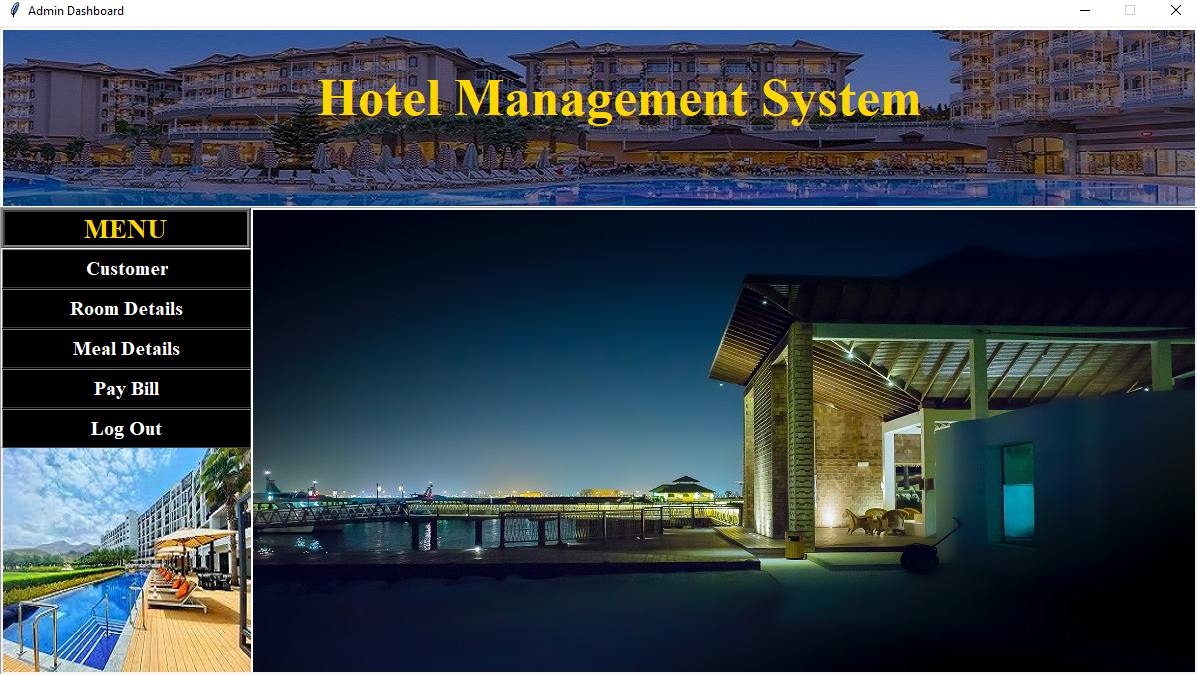 Admin Dashboard
Hotel Management System
MENU
Customer
Room Details
Meal Details
Pay Bill
Log Out